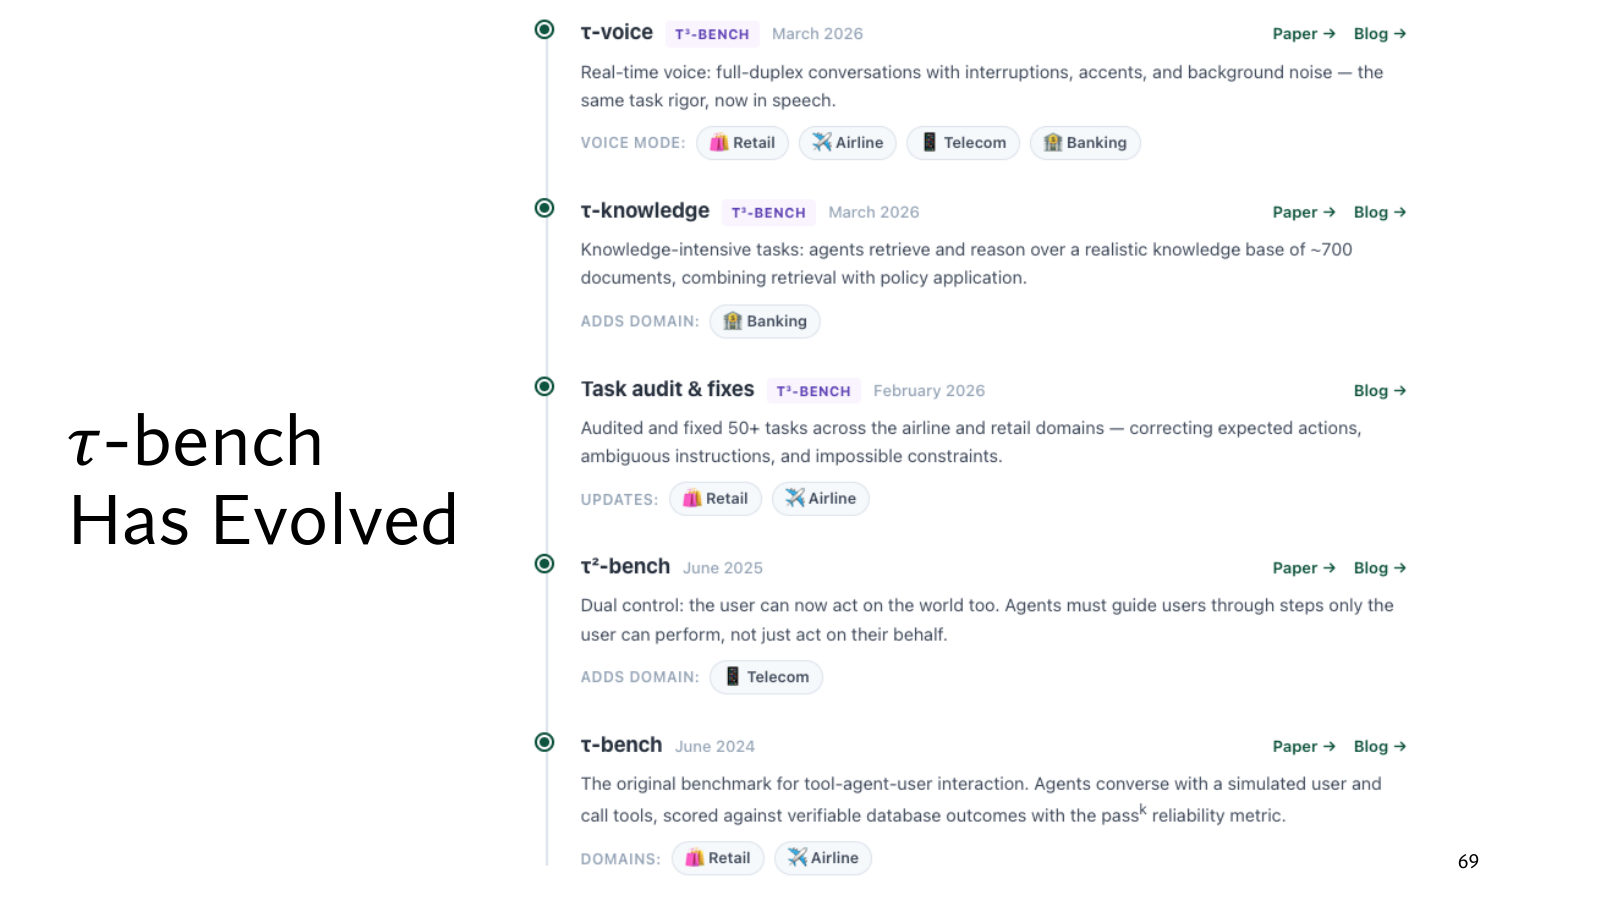 τ-bench
Has Evolved
τ-voice T³-BENCH March 2026 Paper → Blog →
Real-time voice: full-duplex conversations with interruptions, accents, and background noise — the
same task rigor, now in speech.
VOICE MODE: Retail Airline Telecom Banking
τ-knowledge T³-BENCH March 2026 Paper → Blog →
Knowledge-intensive tasks: agents retrieve and reason over a realistic knowledge base of ~700
documents, combining retrieval with policy application.
ADDS DOMAIN: Banking
Task audit & fixes T³-BENCH February 2026 Blog →
Audited and fixed 50+ tasks across the airline and retail domains — correcting expected actions,
ambiguous instructions, and impossible constraints.
UPDATES: Retail Airline
τ²-bench June 2025 Paper → Blog →
Dual control: the user can now act on the world too. Agents must guide users through steps only the
user can perform, not just act on their behalf.
ADDS DOMAIN: Telecom
τ-bench June 2024 Paper → Blog →
The original benchmark for tool-agent-user interaction. Agents converse with a simulated user and
call tools, scored against verifiable database outcomes with the passᵏ reliability metric.
DOMAINS: Retail Airline
69